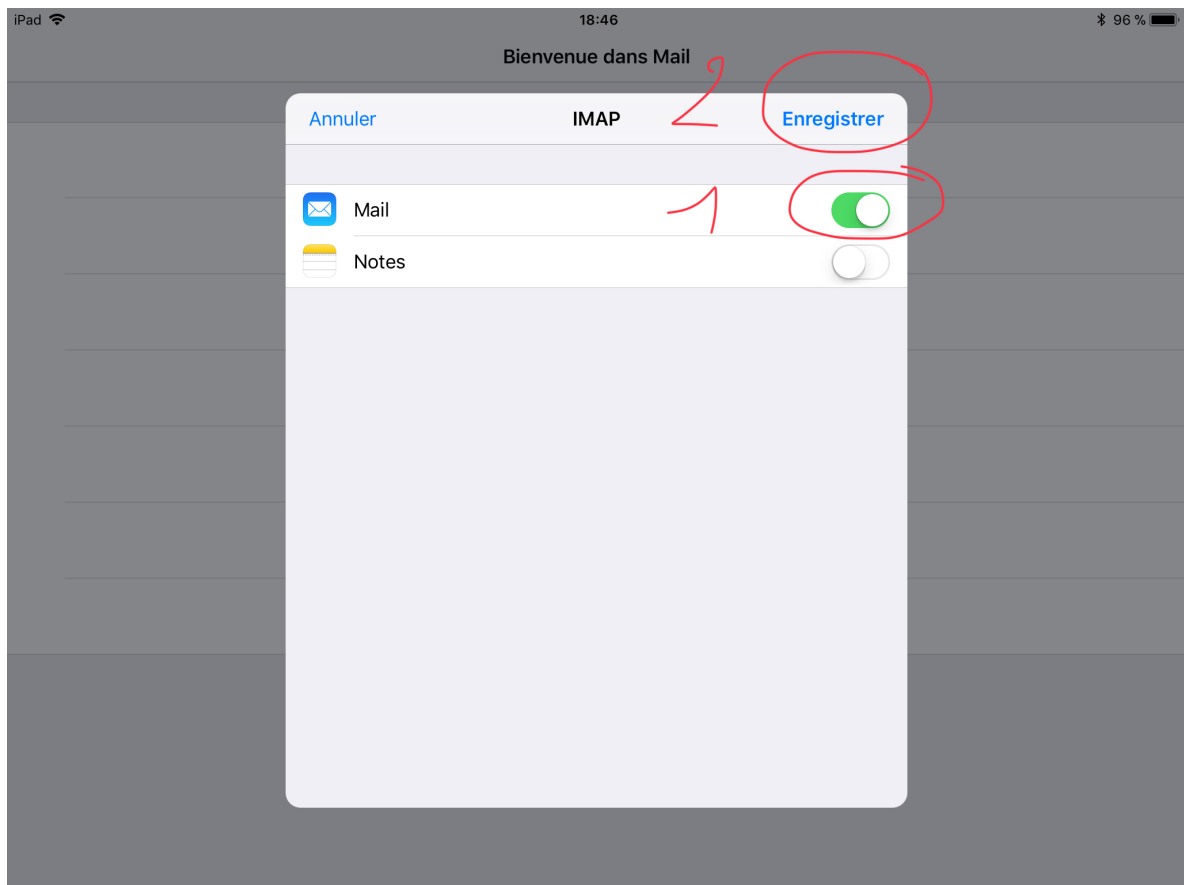 iPad 18:46 96 %
Bienvenue dans Mail
Annuler IMAP 2 Enregistrer
Mail 1
Notes